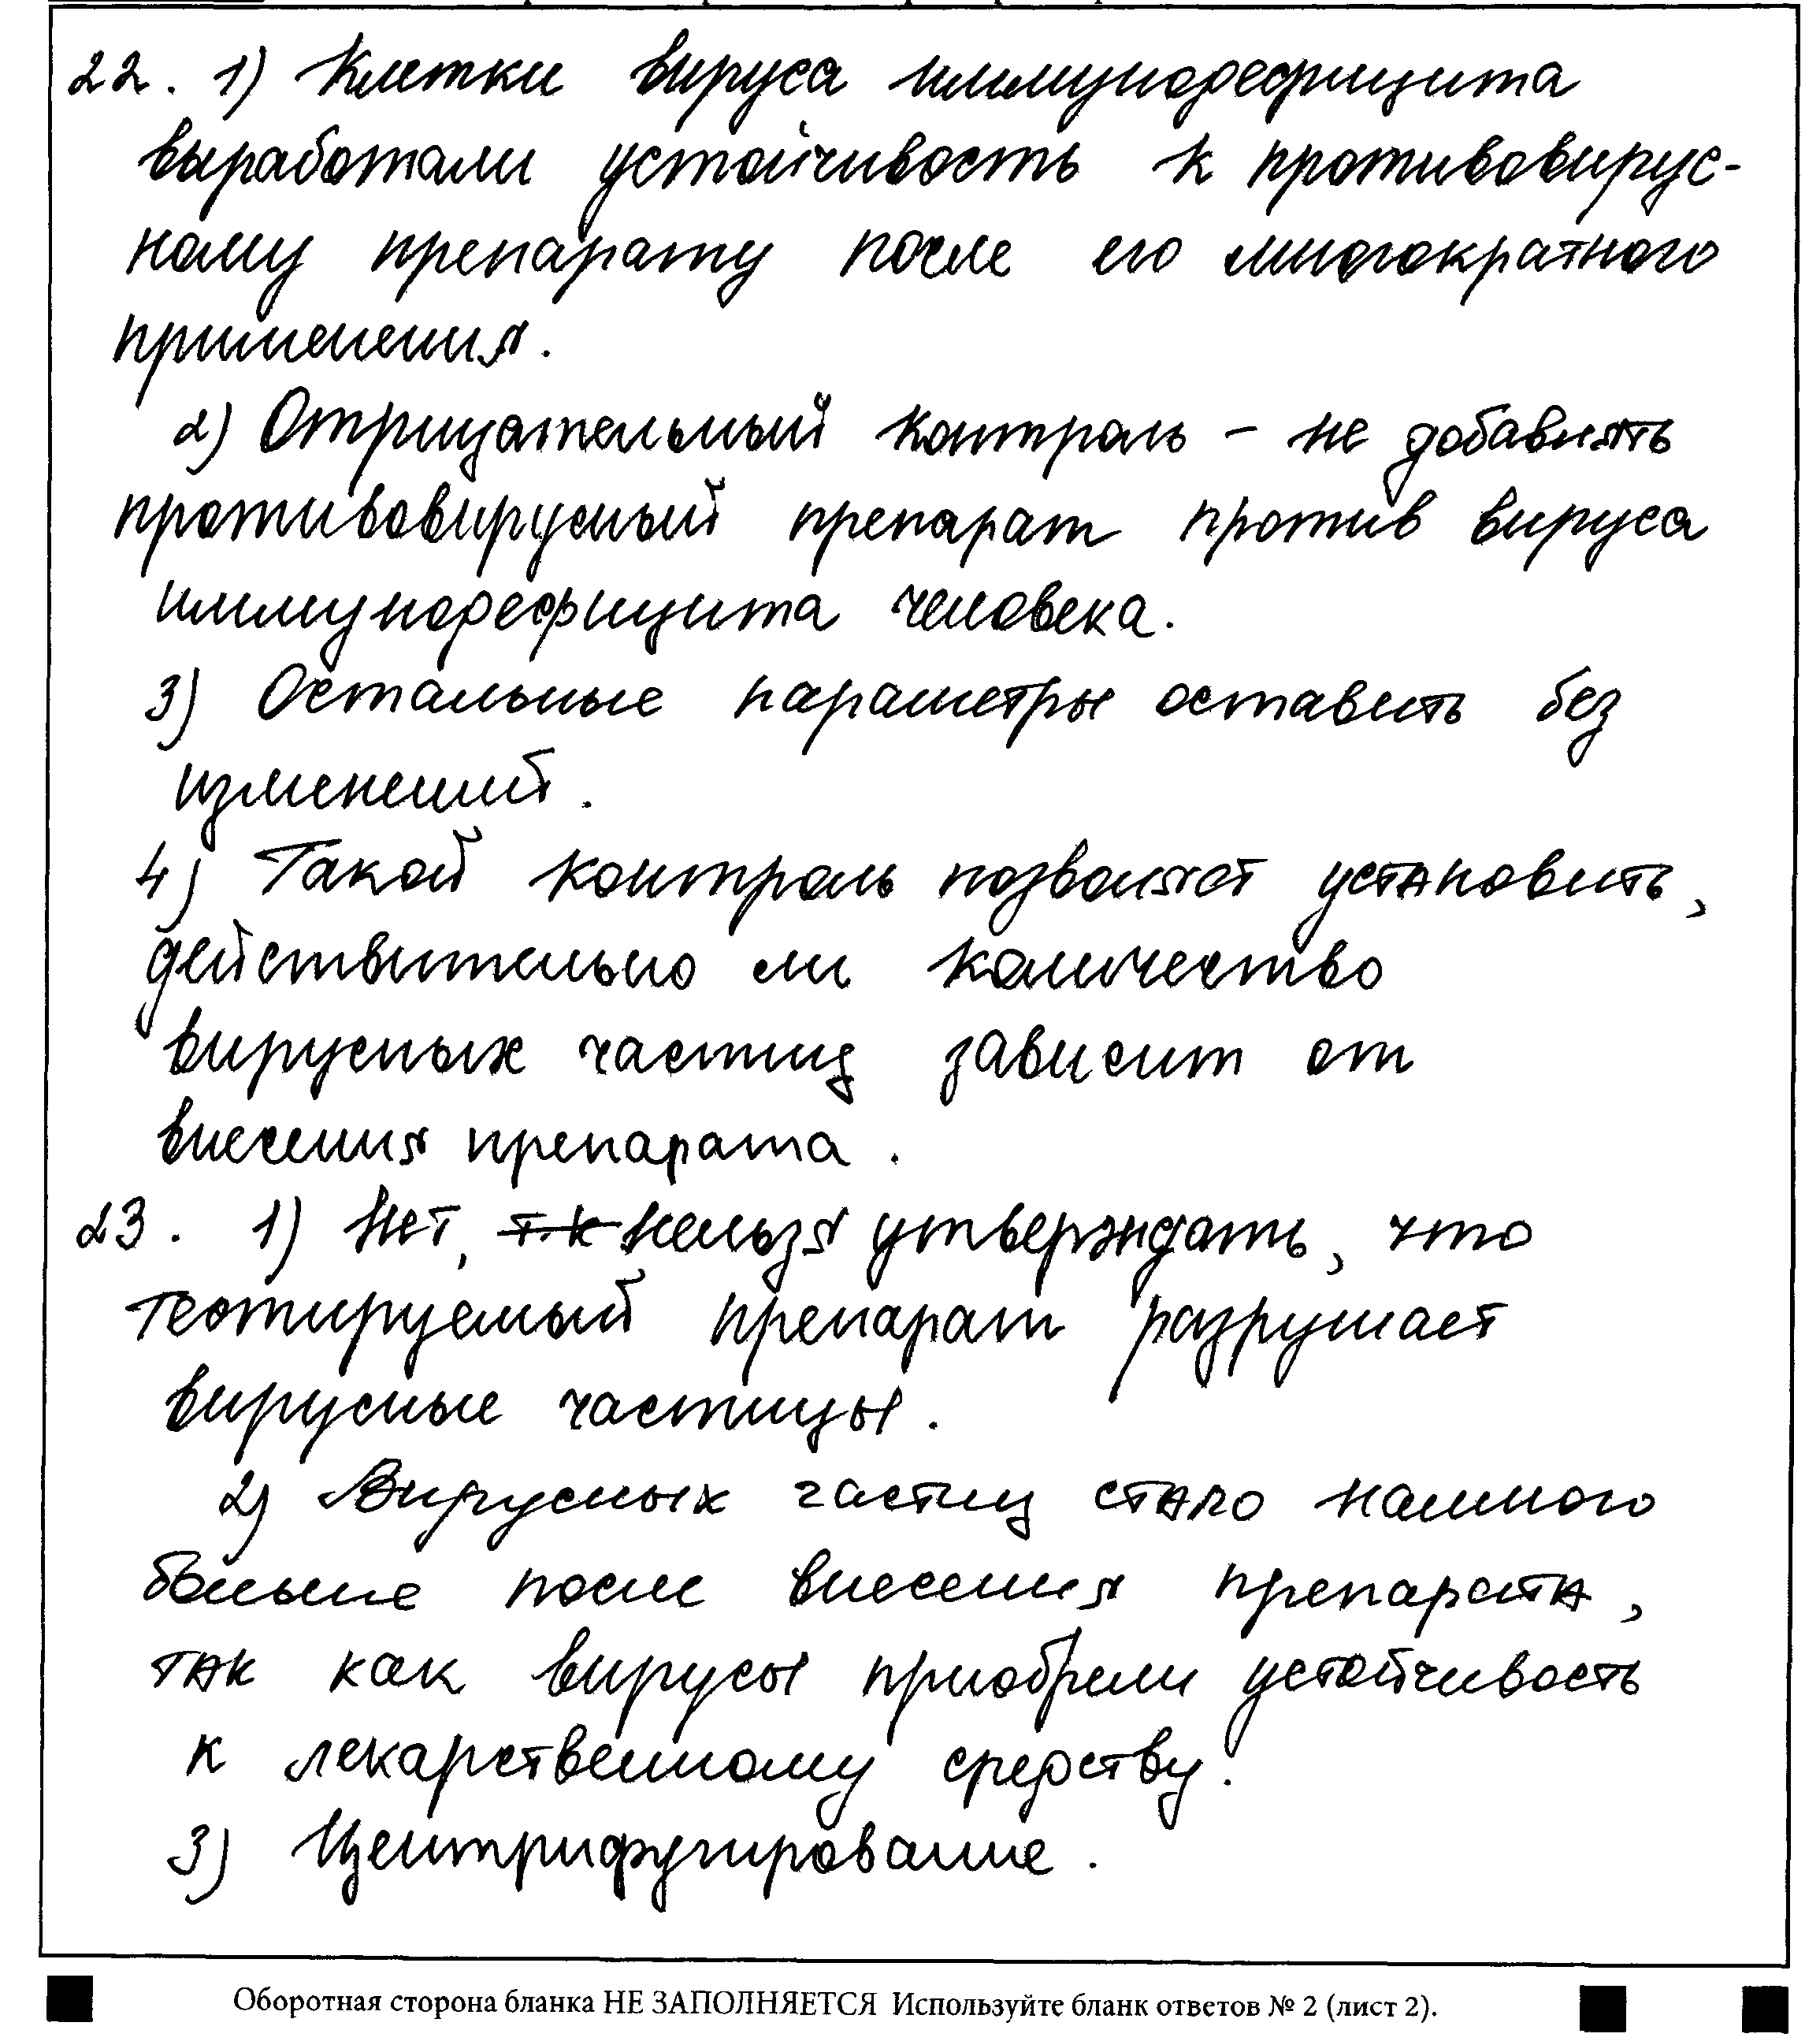 22. 1) Клетки вируса иммунодефицита
выработали устойчивость к противовирус-
ному препарату после его многократного
применения.
2) Отрицательный контроль – не добавлять
противовирусный препарат против вируса
иммунодефицита человека.
3) Остальные параметры оставить без
изменений.
4) Такой контроль позволяет установить,
действительно ли количество
вирусных частиц зависит от
внесения препарата.
23. 1) Нет, т.к нельзя утверждать, что
тестируемый препарат разрушает
вирусные частицы.
2) Вирусных частиц стало намного
больше после внесения препарата,
так как вирусы приобрели устойчивость
к лекарственному средству.
3) Центрифугирование.
Оборотная сторона бланка НЕ ЗАПОЛНЯЕТСЯ Используйте бланк ответов № 2 (лист 2).